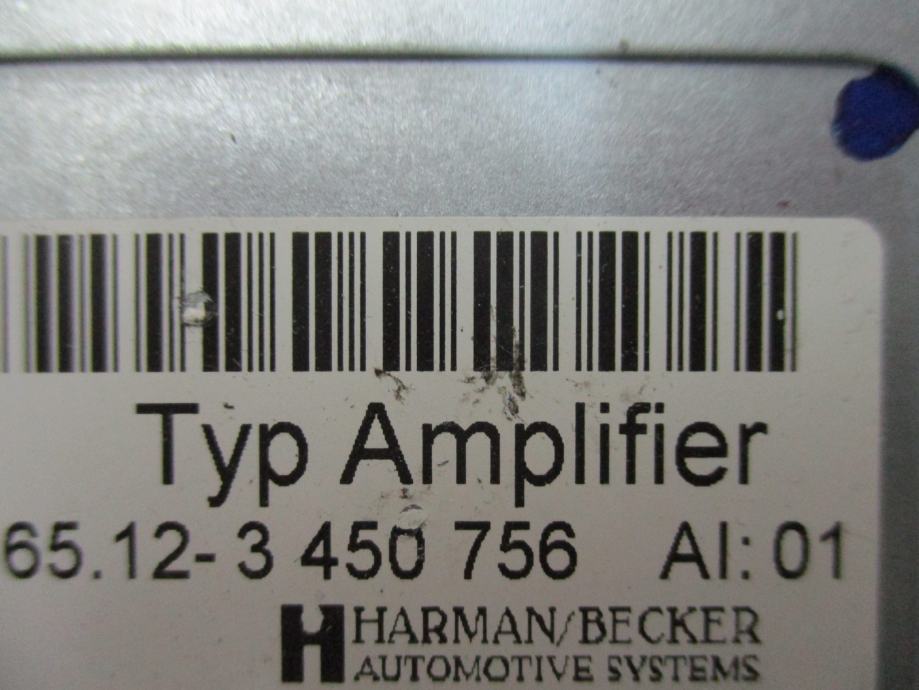 Typ Amplifier
65.12-3 450 756 AI: 01
HARMAN/BECKER
AUTOMOTIVE SYSTEMS